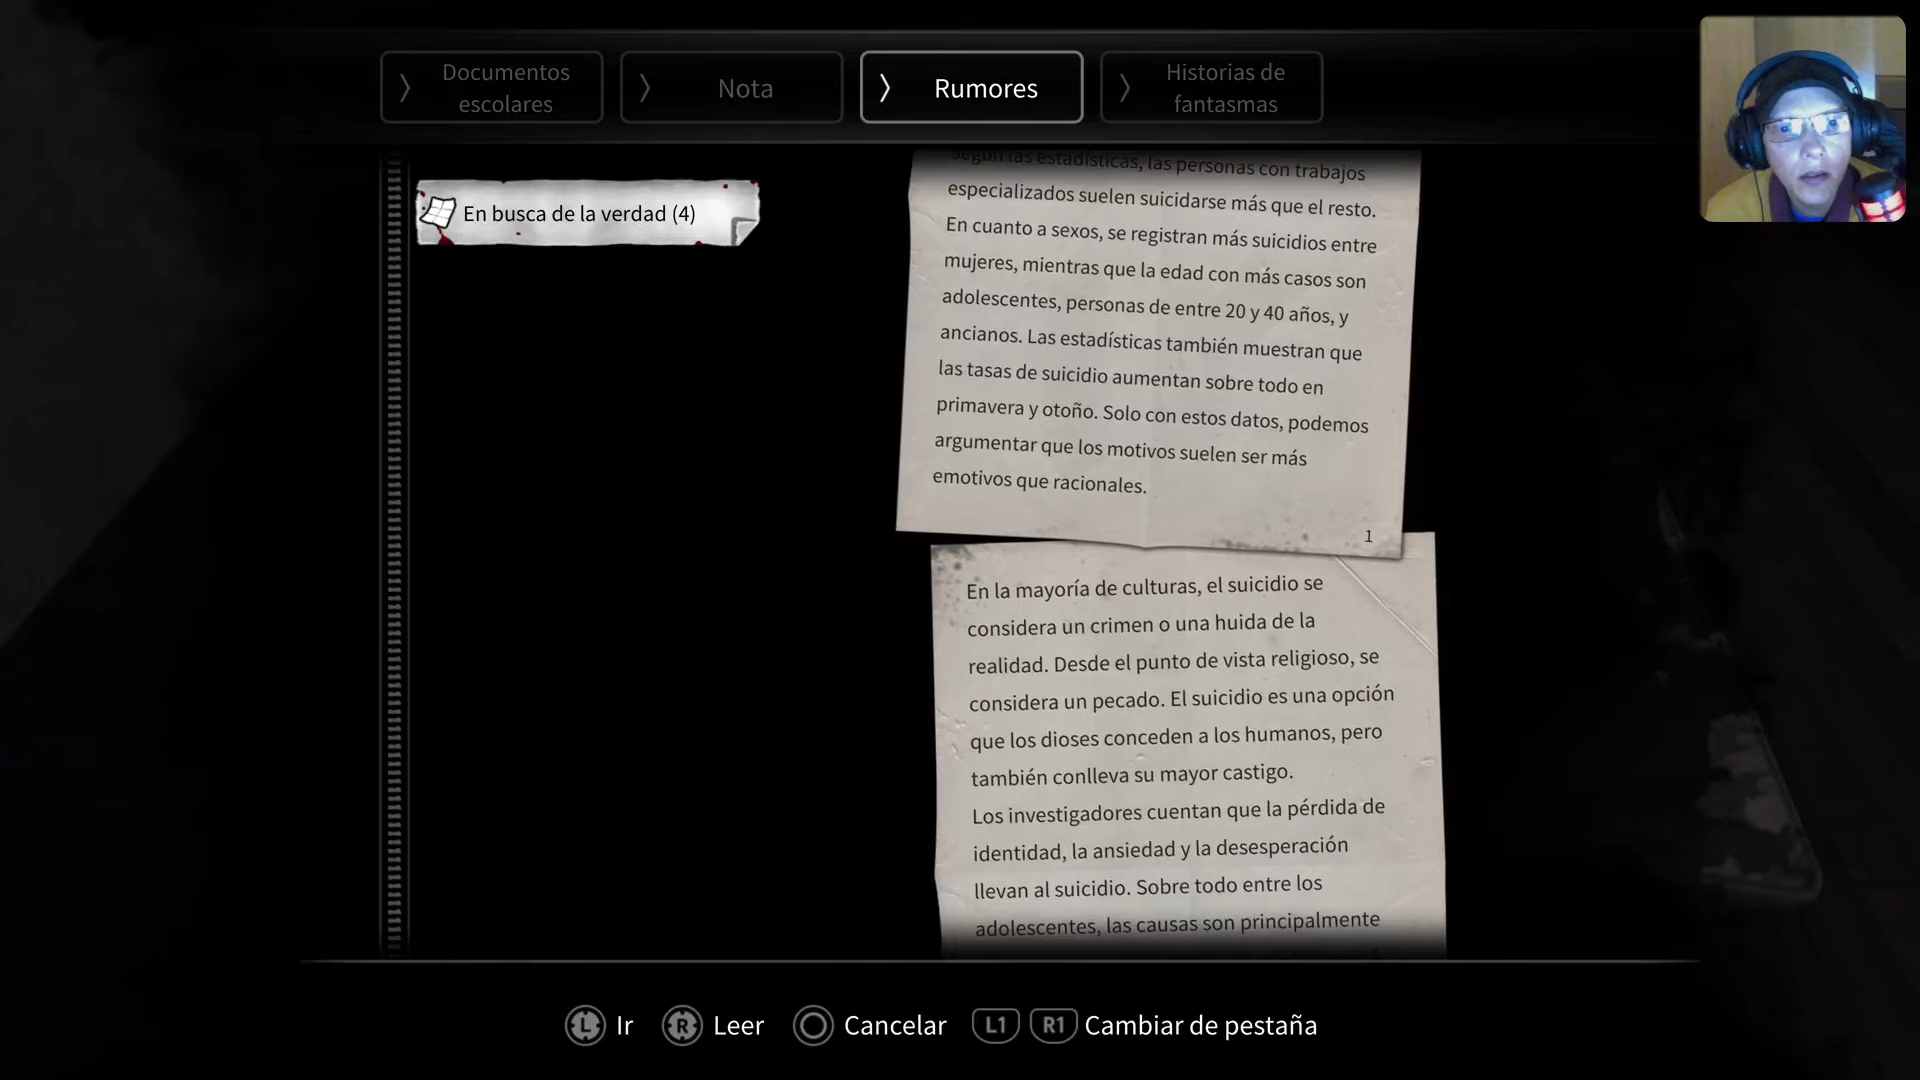 Documentos
escolares
Nota
Rumores
Historias de
fantasmas
En busca de la verdad (4)
según las estadísticas, las personas con trabajos
especializados suelen suicidarse más que el resto.
En cuanto a sexos, se registran más suicidios entre
mujeres, mientras que la edad con más casos son
adolescentes, personas de entre 20 y 40 años, y
ancianos. Las estadísticas también muestran que
las tasas de suicidio aumentan sobre todo en
primavera y otoño. Solo con estos datos, podemos
argumentar que los motivos suelen ser más
emotivos que racionales.
1
En la mayoría de culturas, el suicidio se
considera un crimen o una huida de la
realidad. Desde el punto de vista religioso, se
considera un pecado. El suicidio es una opción
que los dioses conceden a los humanos, pero
también conlleva su mayor castigo.
Los investigadores cuentan que la pérdida de
identidad, la ansiedad y la desesperación
llevan al suicidio. Sobre todo entre los
adolescentes, las causas son principalmente
L Ir R Leer Cancelar L1 R1 Cambiar de pestaña